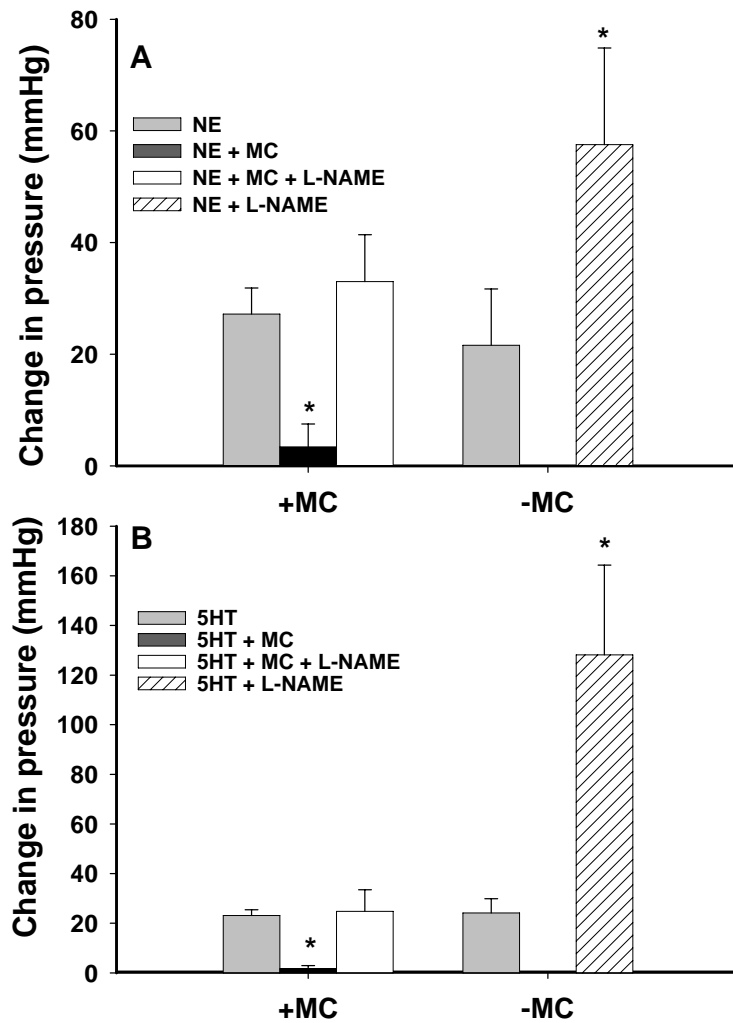 A
Change in pressure (mmHg)
80
60
40
20
0
NE
NE + MC
NE + MC + L-NAME
NE + L-NAME
*
*
+MC
-MC
B
Change in pressure (mmHg)
180
160
140
120
100
80
60
40
20
0
5HT
5HT + MC
5HT + MC + L-NAME
5HT + L-NAME
*
*
+MC
-MC